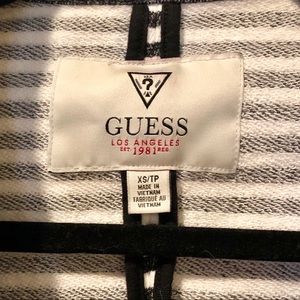 ?
GUESS
LOS ANGELES
EST. 1981 REG.
XS/TP
MADE IN
VIETNAM
FABRIQUÉ AU
VIETNAM